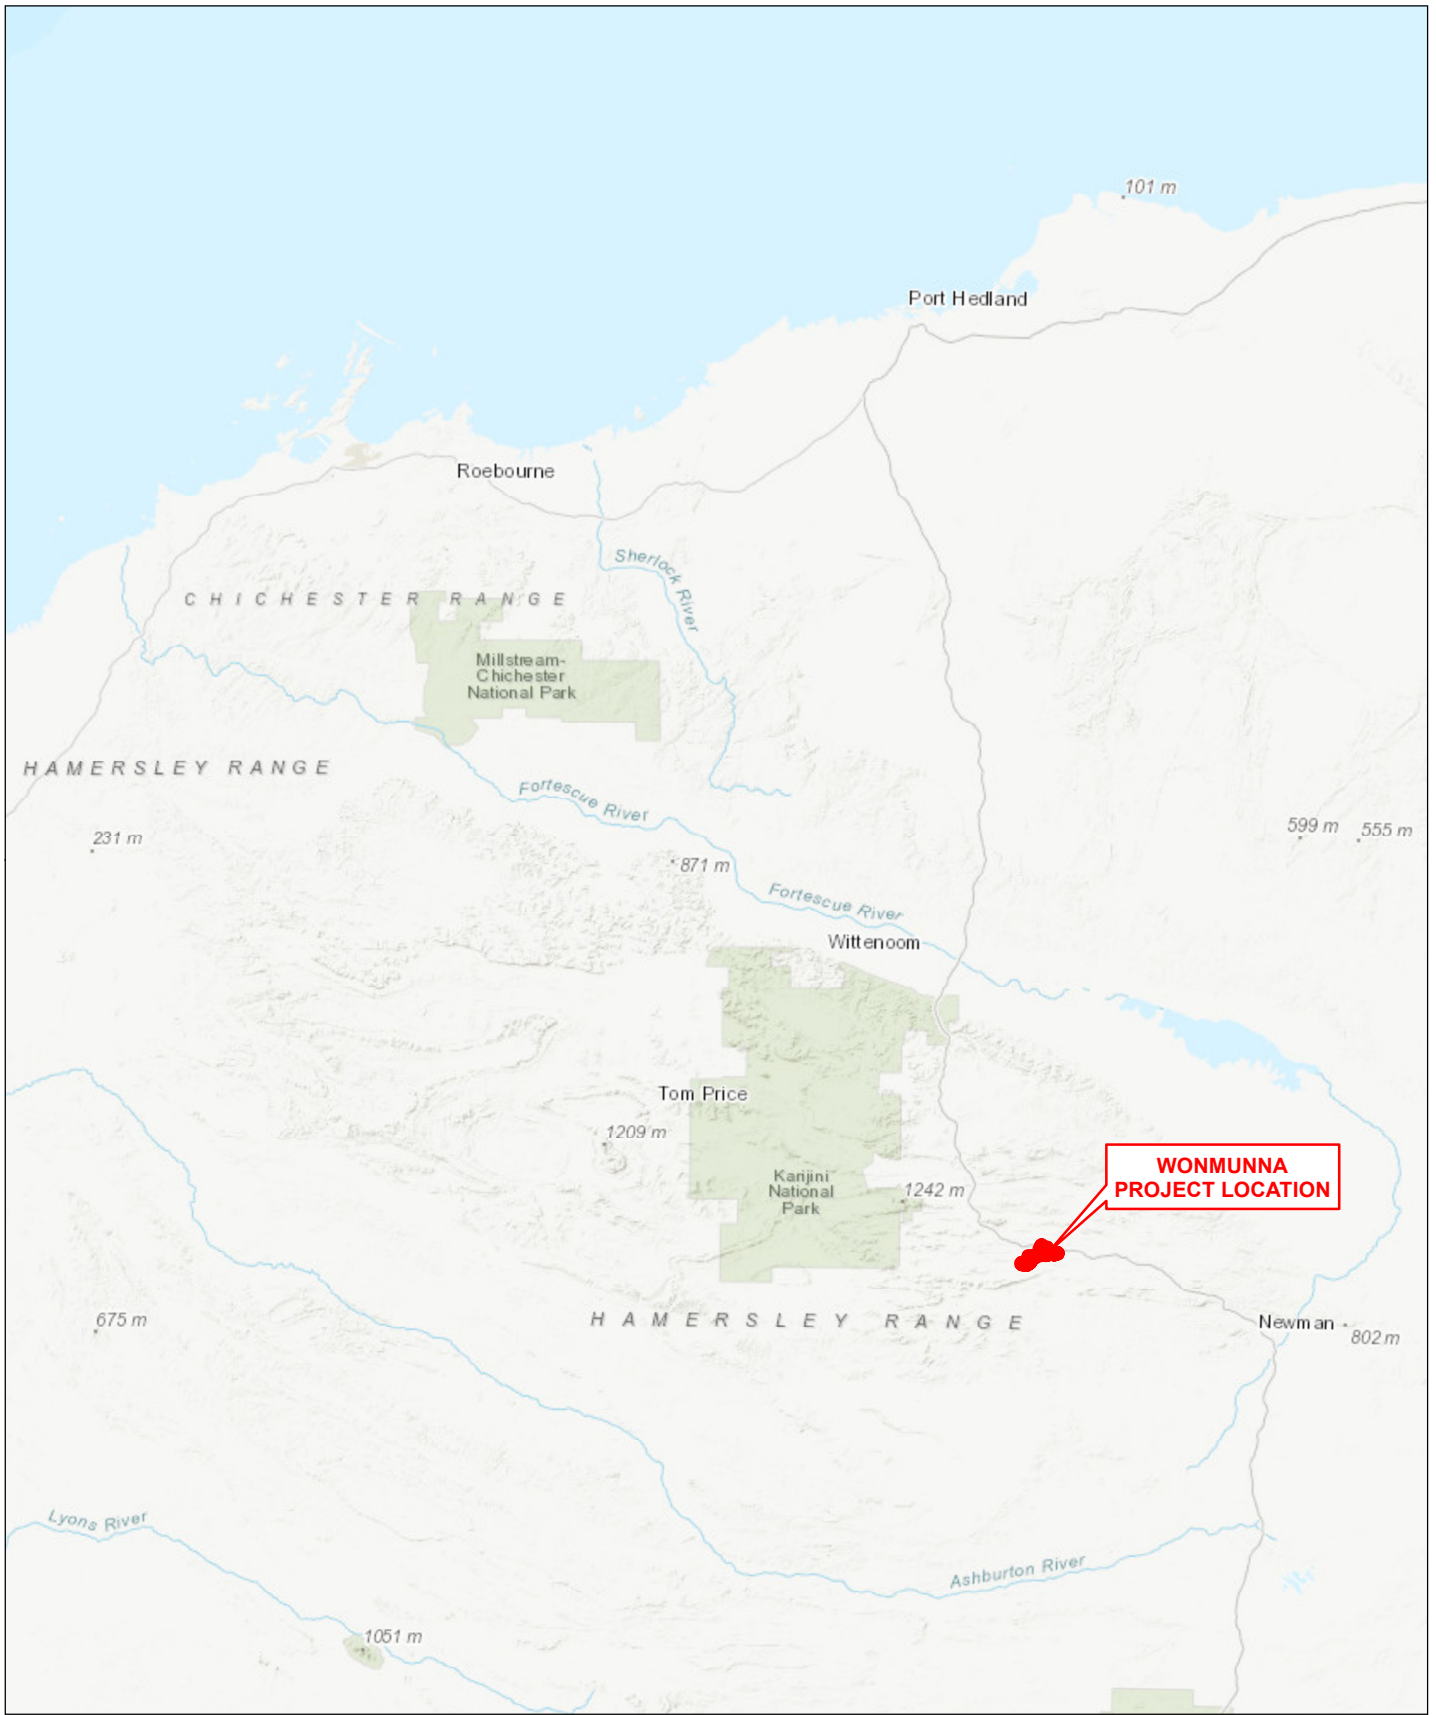 101 m
Port Hedland
Roebourne
Sherlock River
CHICHESTER RANGE
Millstream-
Chichester
National Park
HAMERSLEY RANGE
Fortescue River
231 m
599 m
555 m
871 m
Fortescue River
Wittenoom
Tom Price
1209 m
WONMUNNA
PROJECT LOCATION
Karijini
National
Park
1242 m
HAMERSLEY RANGE
Newman
802 m
675 m
Lyons River
Ashburton River
1051 m